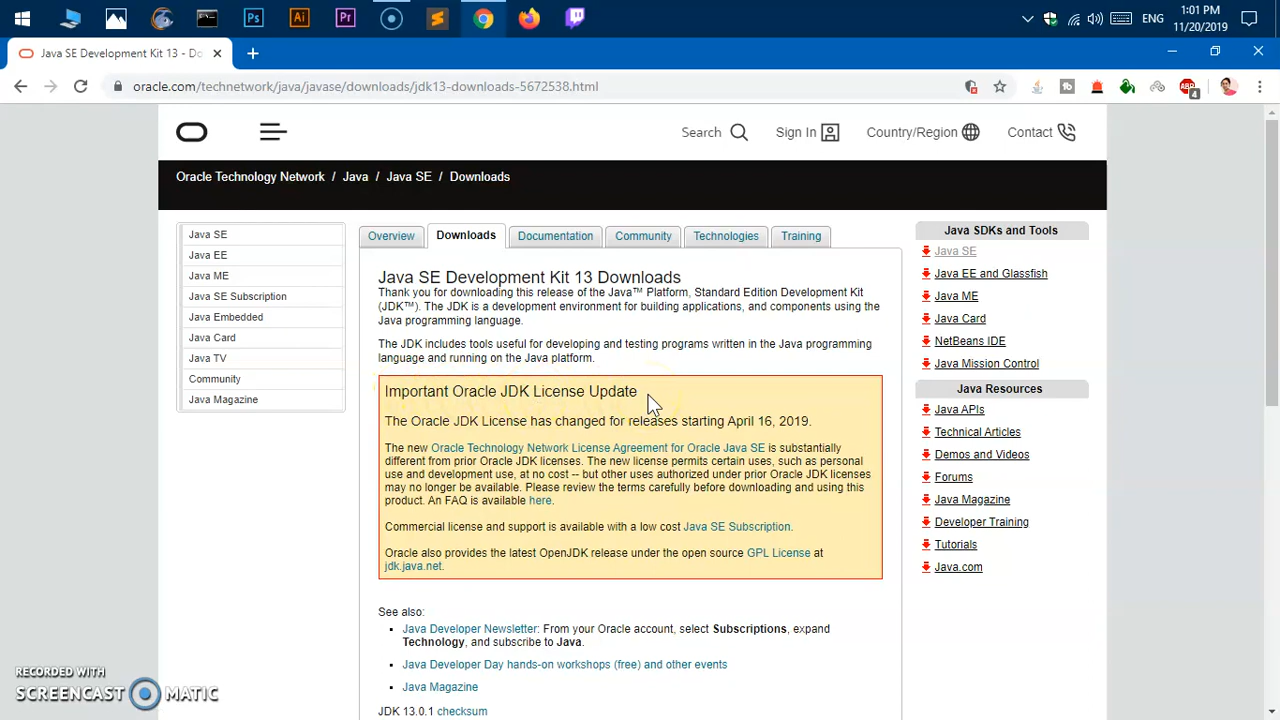 Ps
Ai
Pr
ENG
1:01 PM
11/20/2019
Java SE Development Kit 13 - Do
oracle.com/technetwork/java/javase/downloads/jdk13-downloads-5672538.html
ABP
4
Search
Sign In
Country/Region
Contact
Oracle Technology Network / Java / Java SE / Downloads
Java SE
Java EE
Java ME
Java SE Subscription
Java Embedded
Java Card
Java TV
Community
Java Magazine
Overview
Downloads
Documentation
Community
Technologies
Training
Java SE Development Kit 13 Downloads
Thank you for downloading this release of the Java™ Platform, Standard Edition Development Kit
(JDK™). The JDK is a development environment for building applications, and components using the
Java programming language.
The JDK includes tools useful for developing and testing programs written in the Java programming
language and running on the Java platform.
Important Oracle JDK License Update
The Oracle JDK License has changed for releases starting April 16, 2019.
The new Oracle Technology Network License Agreement for Oracle Java SE is substantially
different from prior Oracle JDK licenses. The new license permits certain uses, such as personal
use and development use, at no cost -- but other uses authorized under prior Oracle JDK licenses
may no longer be available. Please review the terms carefully before downloading and using this
product. An FAQ is available here.
Commercial license and support is available with a low cost Java SE Subscription.
Oracle also provides the latest OpenJDK release under the open source GPL License at
jdk.java.net.
See also:
Java Developer Newsletter: From your Oracle account, select Subscriptions, expand
Technology, and subscribe to Java.
Java Developer Day hands-on workshops (free) and other events
Java Magazine
JDK 13.0.1 checksum
Java SDKs and Tools
Java SE
Java EE and Glassfish
Java ME
Java Card
NetBeans IDE
Java Mission Control
Java Resources
Java APIs
Technical Articles
Demos and Videos
Forums
Java Magazine
Developer Training
Tutorials
Java.com
RECORDED WITH
SCREENCAST MATIC